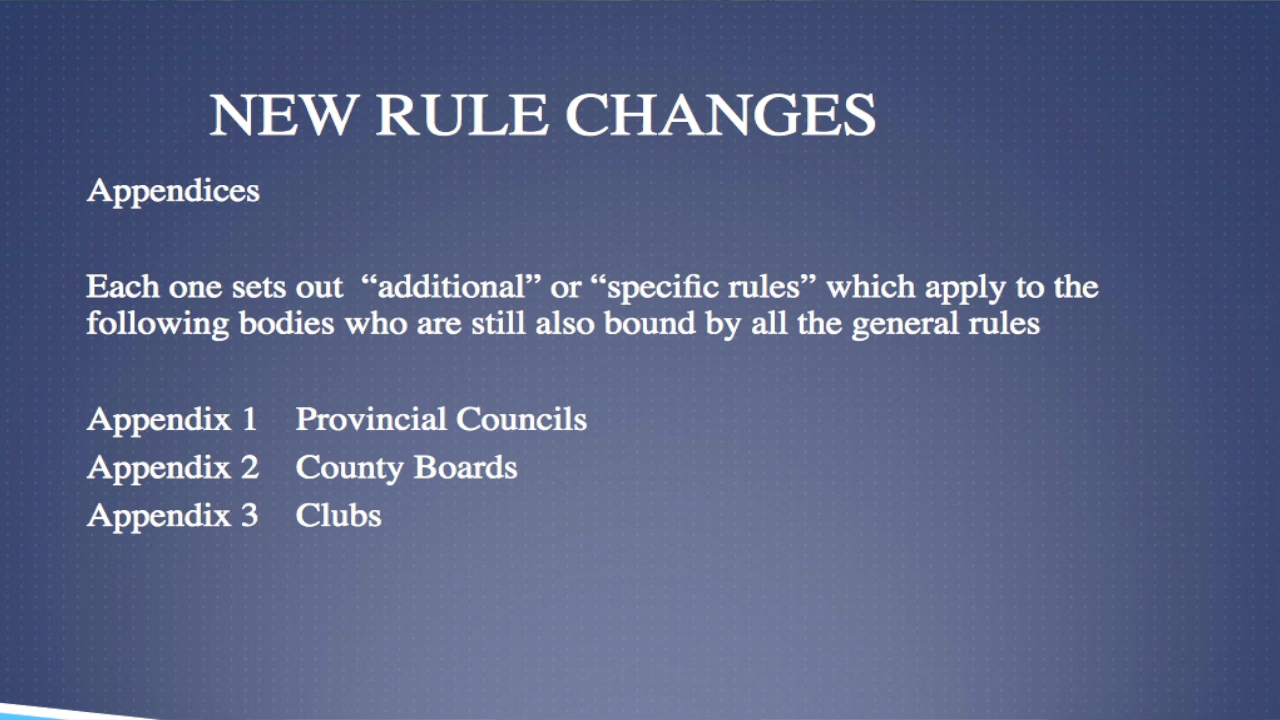 NEW RULE CHANGES
Appendices
Each one sets out “additional” or “specific rules” which apply to the
following bodies who are still also bound by all the general rules
Appendix 1 Provincial Councils
Appendix 2 County Boards
Appendix 3 Clubs